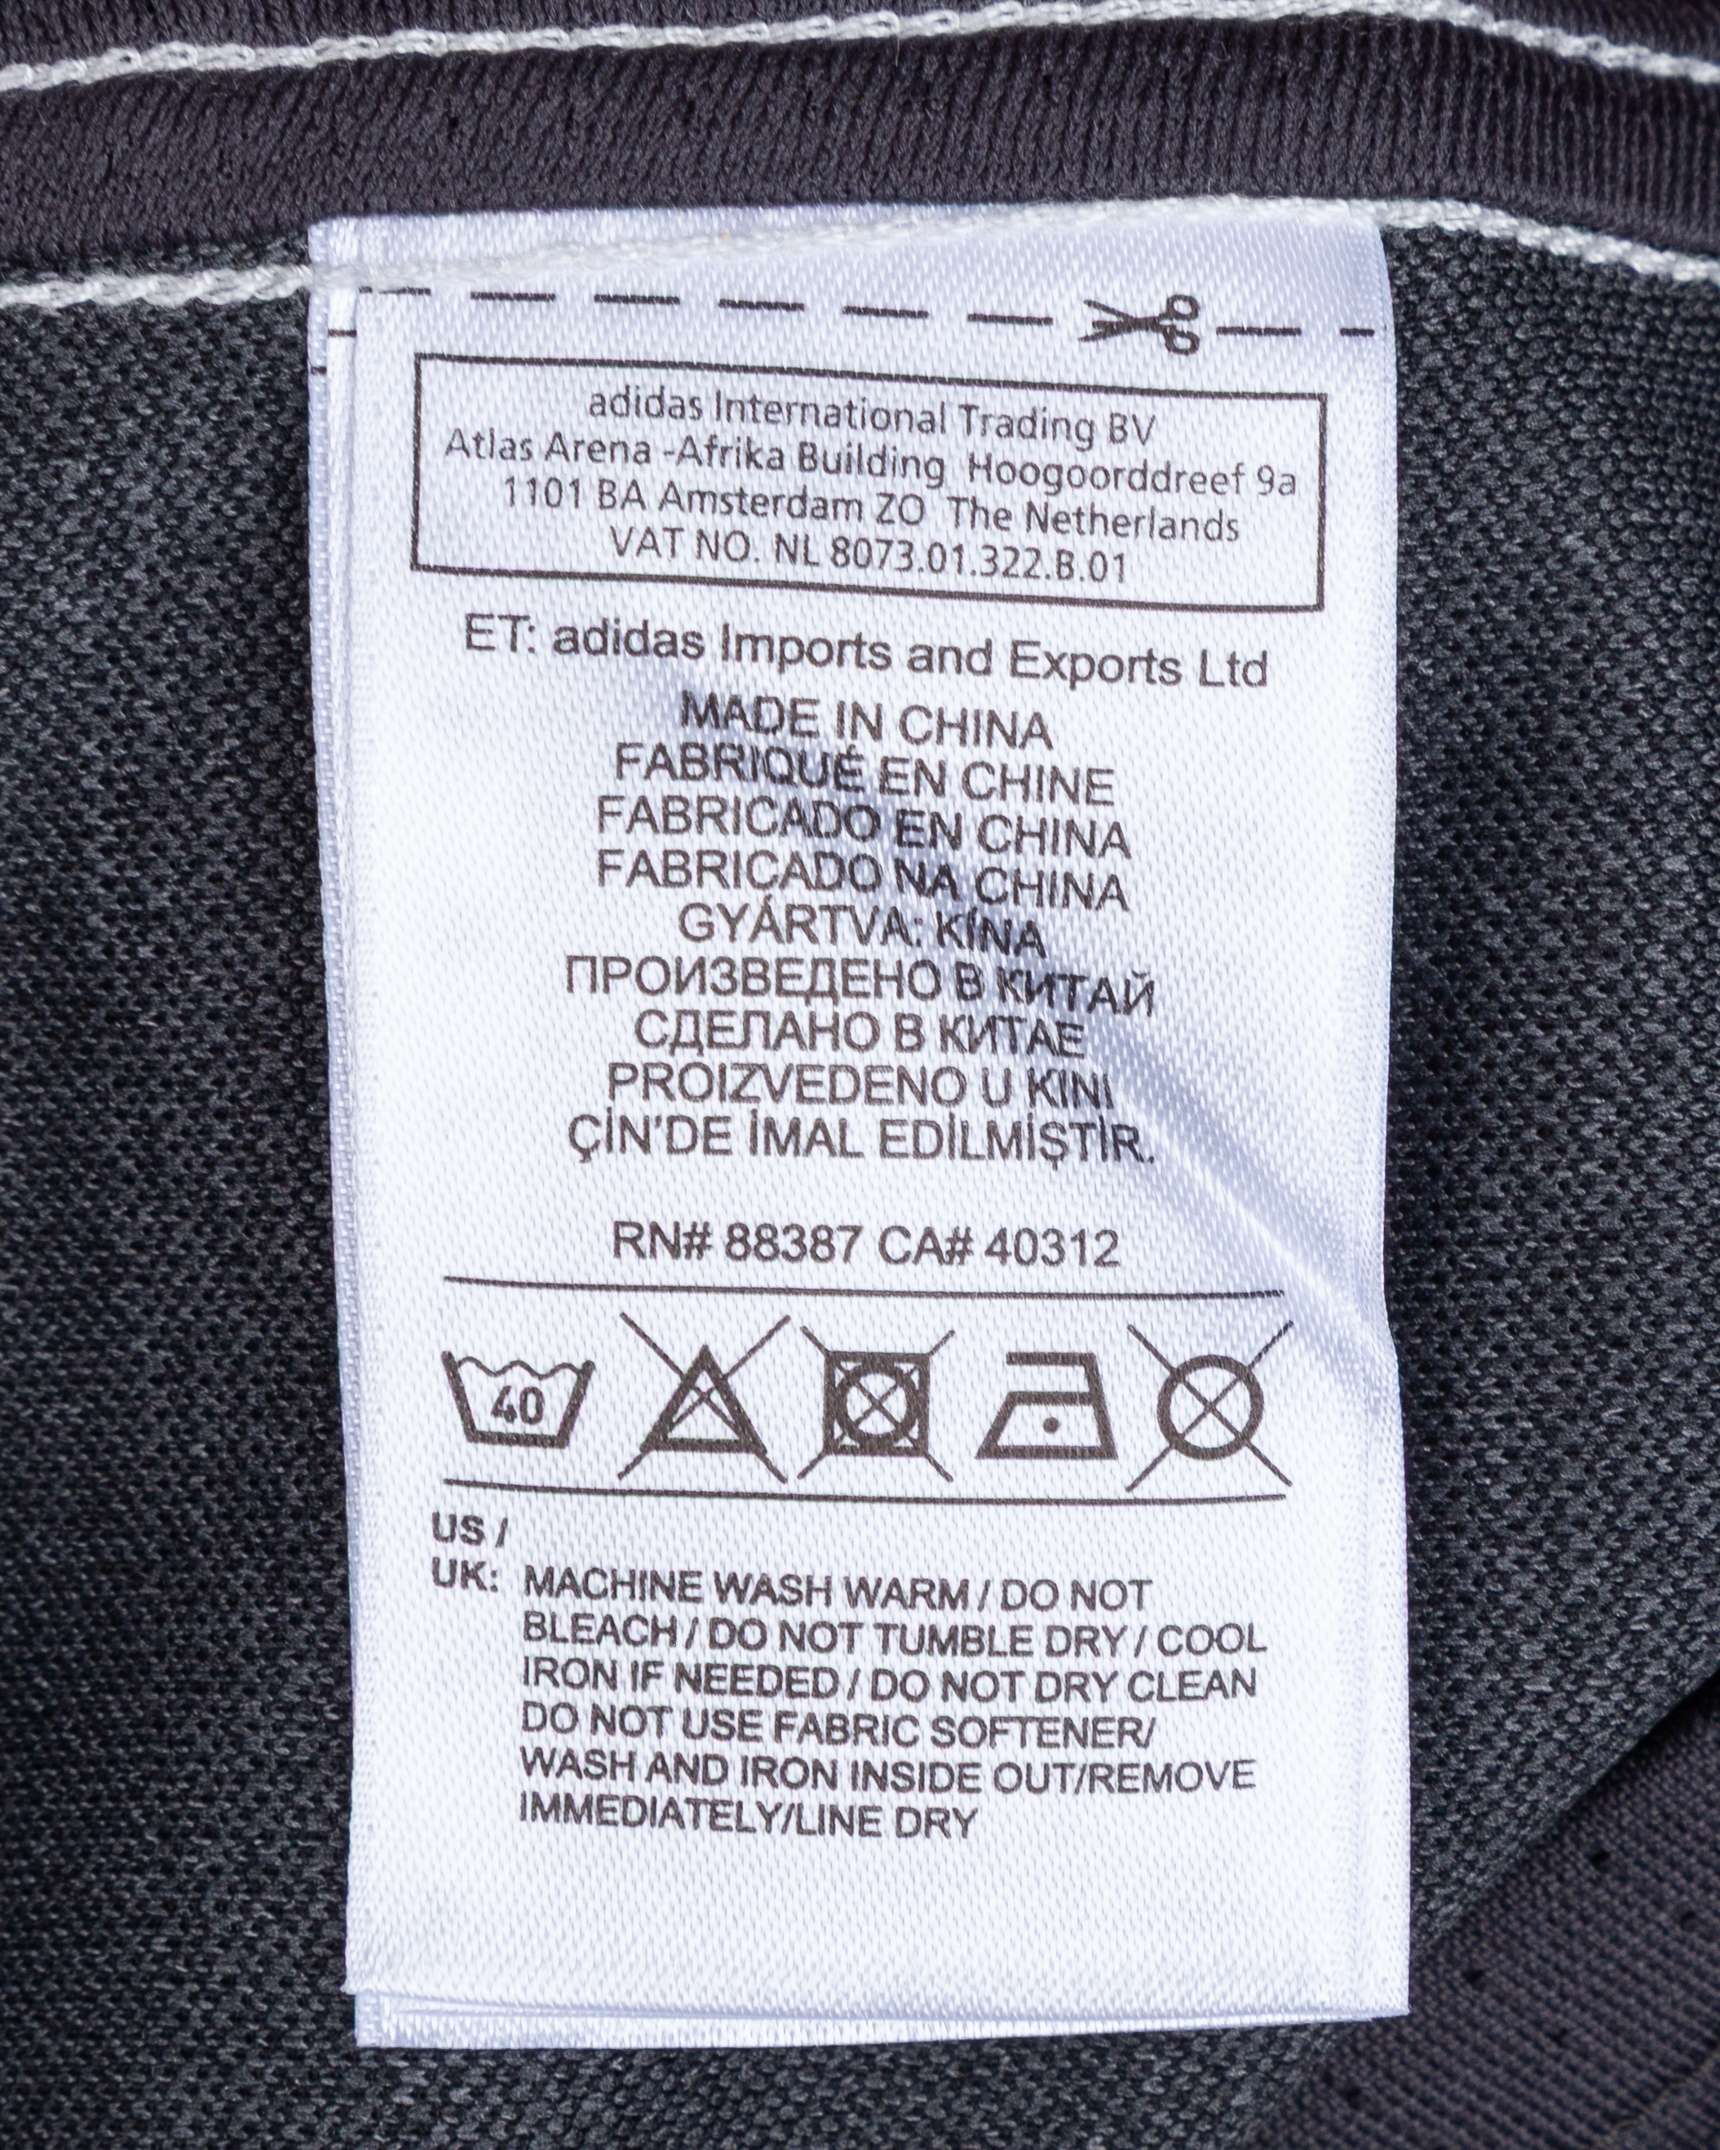 adidas International Trading BV
Atlas Arena -Afrika Building Hoogoorddreef 9a
1101 BA Amsterdam ZO The Netherlands
VAT NO. NL 8073.01.322.B.01
ET: adidas Imports and Exports Ltd
MADE IN CHINA
FABRIQUÉ EN CHINE
FABRICADO EN CHINA
FABRICADO NA CHINA
GYÁRTVA: KÍNA
ПРОИЗВЕДЕНО В КИТАЙ
СДЕЛАНО В КИТАЕ
PROIZVEDENO U KINI
ÇİN'DE İMAL EDİLMİŞTİR.
RN# 88387 CA# 40312
40
US /
UK: MACHINE WASH WARM / DO NOT
BLEACH / DO NOT TUMBLE DRY / COOL
IRON IF NEEDED / DO NOT DRY CLEAN
DO NOT USE FABRIC SOFTENER/
WASH AND IRON INSIDE OUT/REMOVE
IMMEDIATELY/LINE DRY